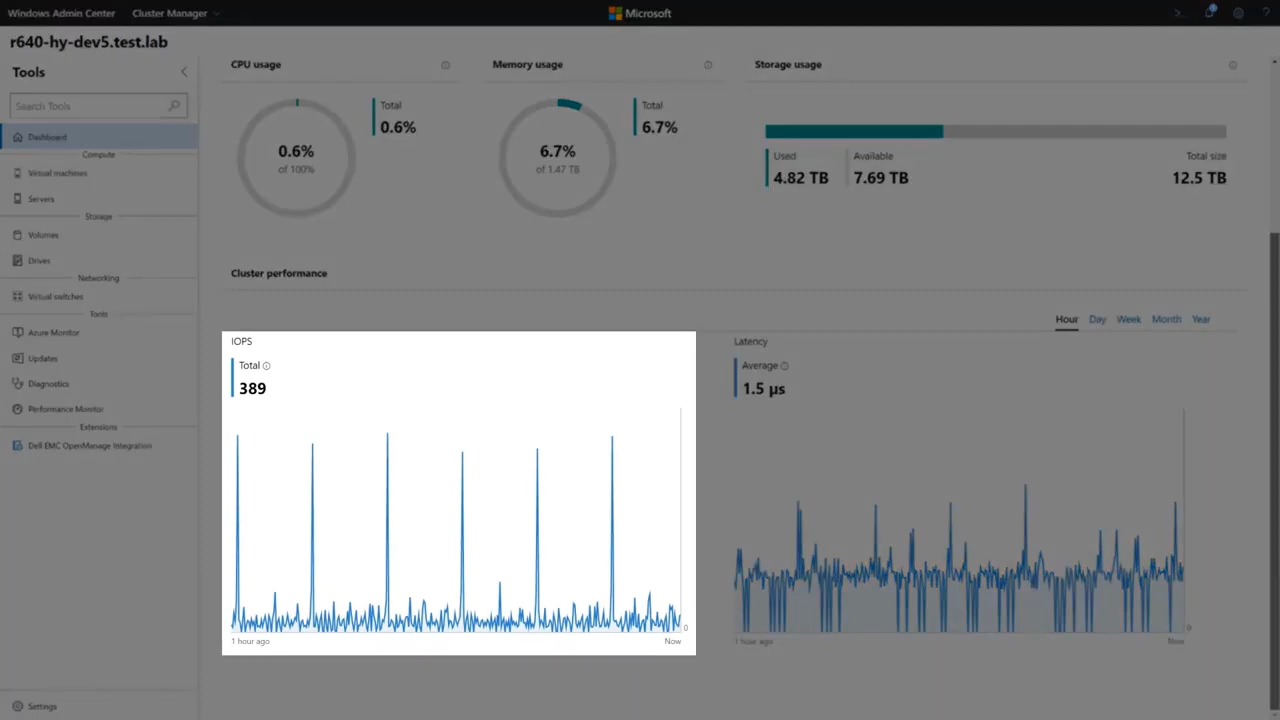 Windows Admin Center Cluster Manager Microsoft
r640-hy-dev5.test.lab
Tools
Search Tools
Dashboard
Compute
Virtual machines
Servers
Storage
Volumes
Drives
Networking
Virtual switches
Tools
Azure Monitor
Updates
Diagnostics
Performance Monitor
Extensions
Dell EMC OpenManage Integration
Settings
CPU usage
0.6%
of 100%
Total
0.6%
Memory usage
6.7%
of 1.47 TB
Total
6.7%
Storage usage
Used
4.82 TB
Available
7.69 TB
Total size
12.5 TB
Cluster performance
Hour Day Week Month Year
IOPS
Total
389
0
1 hour ago Now
Latency
Average
1.5 µs
0
1 hour ago Now